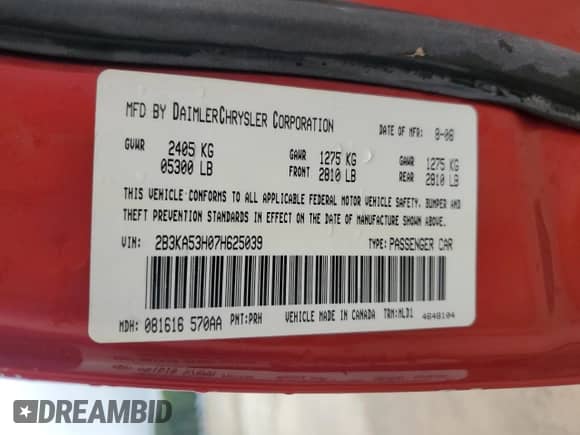 MFD BY DAIMLERCHRYSLER CORPORATION
DATE OF MFR: 8-06
GVWR 2405 KG
05300 LB
GAWR FRONT 1275 KG
2810 LB
GAWR REAR 1275 KG
2810 LB
THIS VEHICLE CONFORMS TO ALL APPLICABLE FEDERAL MOTOR VEHICLE SAFETY, BUMPER AND
THEFT PREVENTION STANDARDS IN EFFECT ON THE DATE OF MANUFACTURE SHOWN ABOVE.
VIN: 2B3KA53H07H625039 TYPE: PASSENGER CAR
MDH: 081616 570AA PNT: PRH VEHICLE MADE IN CANADA TRM: MLD1 4648104
DREAMBID